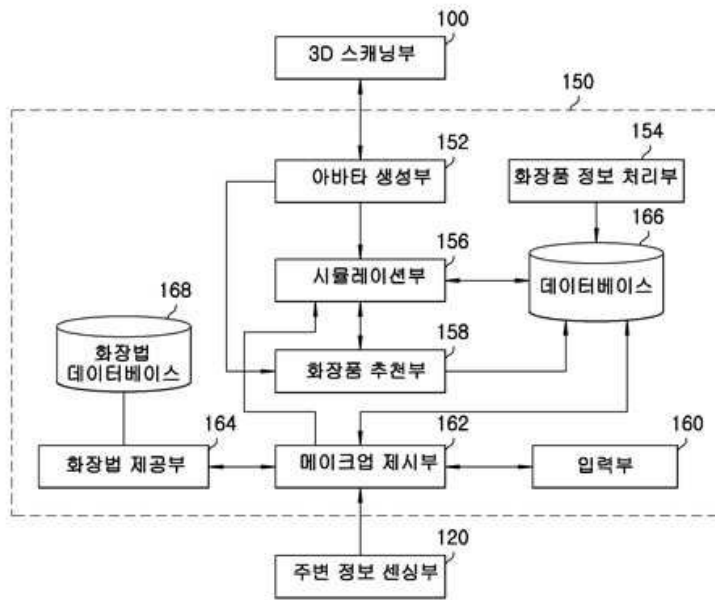 100
3D 스캐닝부
150
152
아바타 생성부
154
화장품 정보 처리부
156
시뮬레이션부
166
데이터베이스
168
화장법
데이터베이스
158
화장품 추천부
164
화장법 제공부
162
메이크업 제시부
160
입력부
120
주변 정보 센싱부